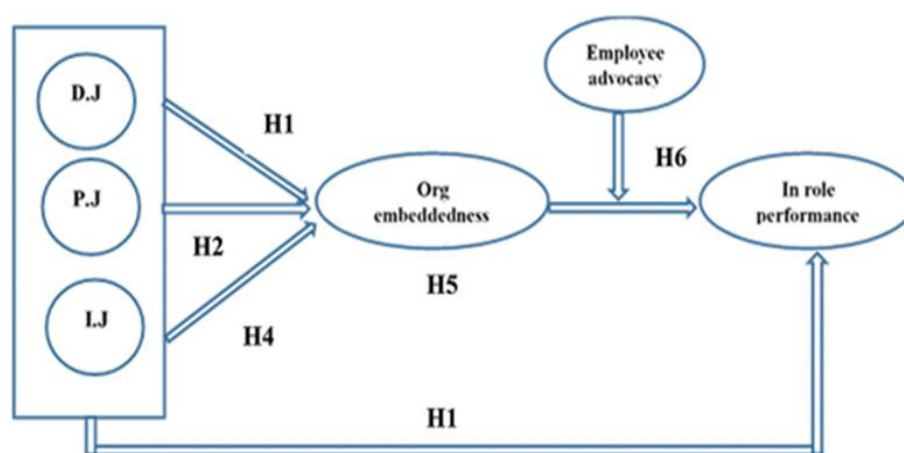 D.J
P.J
I.J
H1
H2
H4
Org
embeddedness
H5
Employee
advocacy
H6
In role
performance
H1